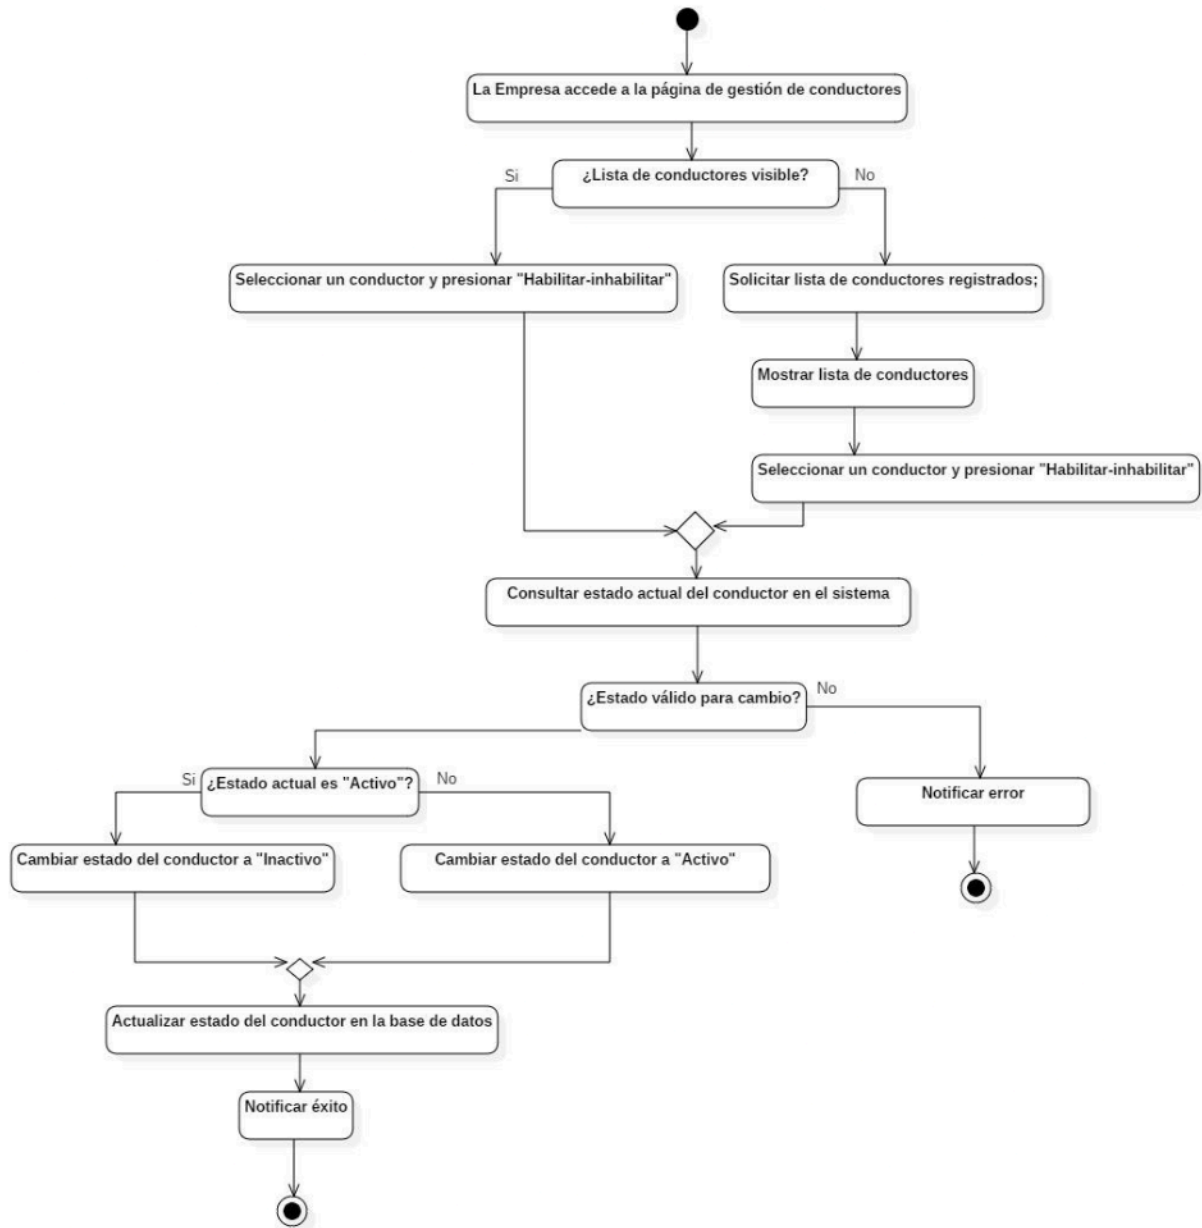 La Empresa accede a la página de gestión de conductores
¿Lista de conductores visible?
Si
No
Seleccionar un conductor y presionar "Habilitar-inhabilitar"
Solicitar lista de conductores registrados;
Mostrar lista de conductores
Seleccionar un conductor y presionar "Habilitar-inhabilitar"
Consultar estado actual del conductor en el sistema
¿Estado válido para cambio?
No
¿Estado actual es "Activo"?
Si
No
Notificar error
Cambiar estado del conductor a "Inactivo"
Cambiar estado del conductor a "Activo"
Actualizar estado del conductor en la base de datos
Notificar éxito